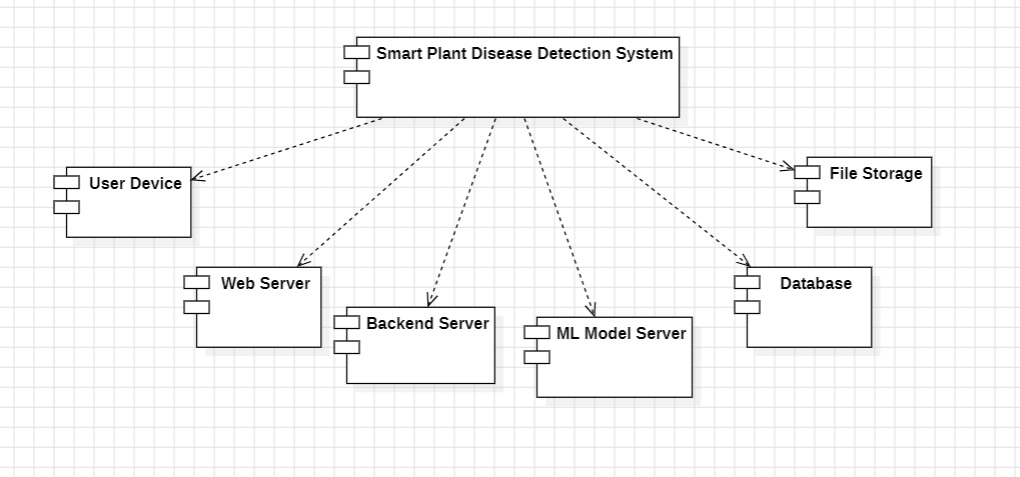 Smart Plant Disease Detection System
User Device
File Storage
Web Server
Database
Backend Server
ML Model Server